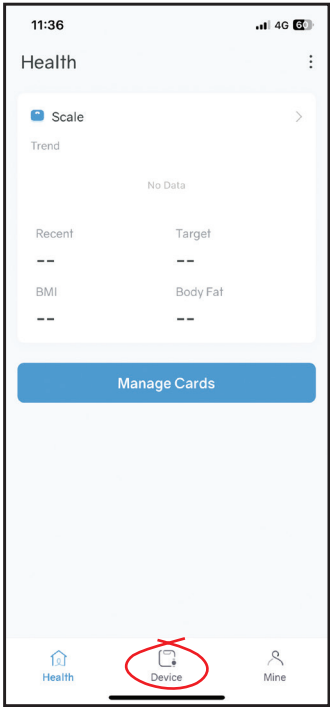 11:36 4G 60
Health
Scale
Trend
No Data
Recent Target
-- --
BMI Body Fat
-- --
Manage Cards
Health Device Mine